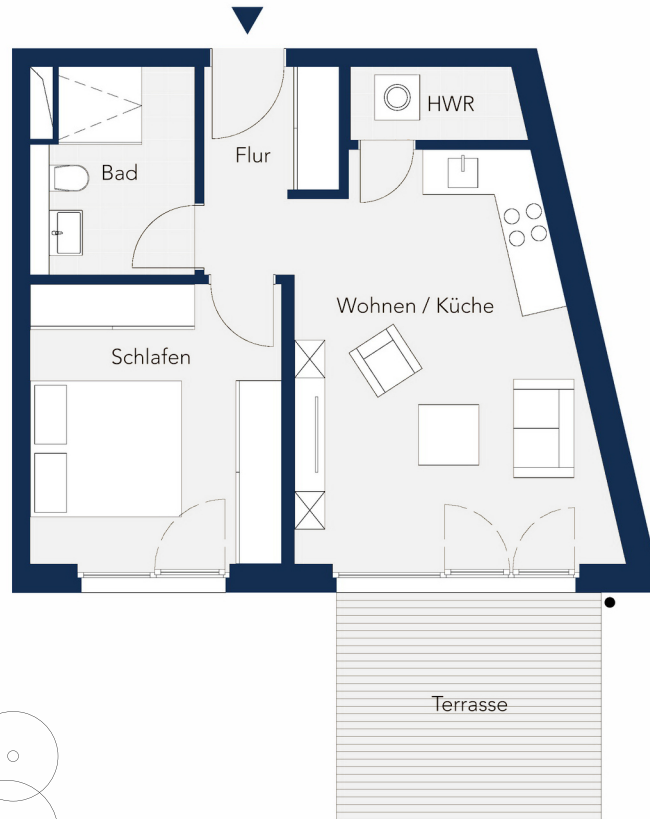 HWR
Flur
Bad
Wohnen / Küche
Schlafen
Terrasse